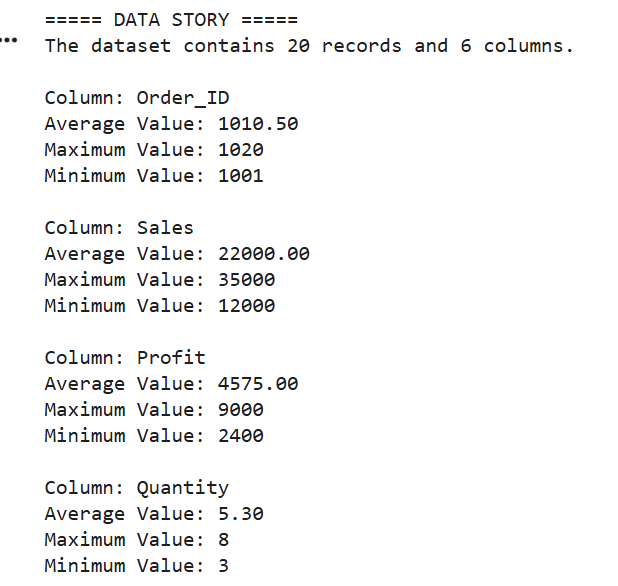 ===== DATA STORY =====
The dataset contains 20 records and 6 columns.
Column: Order_ID
Average Value: 1010.50
Maximum Value: 1020
Minimum Value: 1001
Column: Sales
Average Value: 22000.00
Maximum Value: 35000
Minimum Value: 12000
Column: Profit
Average Value: 4575.00
Maximum Value: 9000
Minimum Value: 2400
Column: Quantity
Average Value: 5.30
Maximum Value: 8
Minimum Value: 3